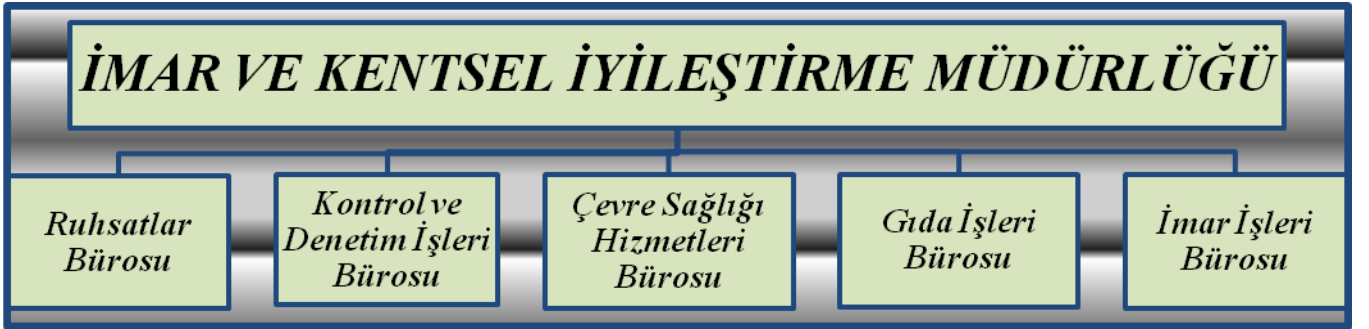 İMAR VE KENTSEL İYİLEŞTİRME MÜDÜRLÜĞÜ
Ruhsatlar
Bürosu
Kontrol ve
Denetim İşleri
Bürosu
Çevre Sağlığı
Hizmetleri
Bürosu
Gıda İşleri
Bürosu
İmar İşleri
Bürosu